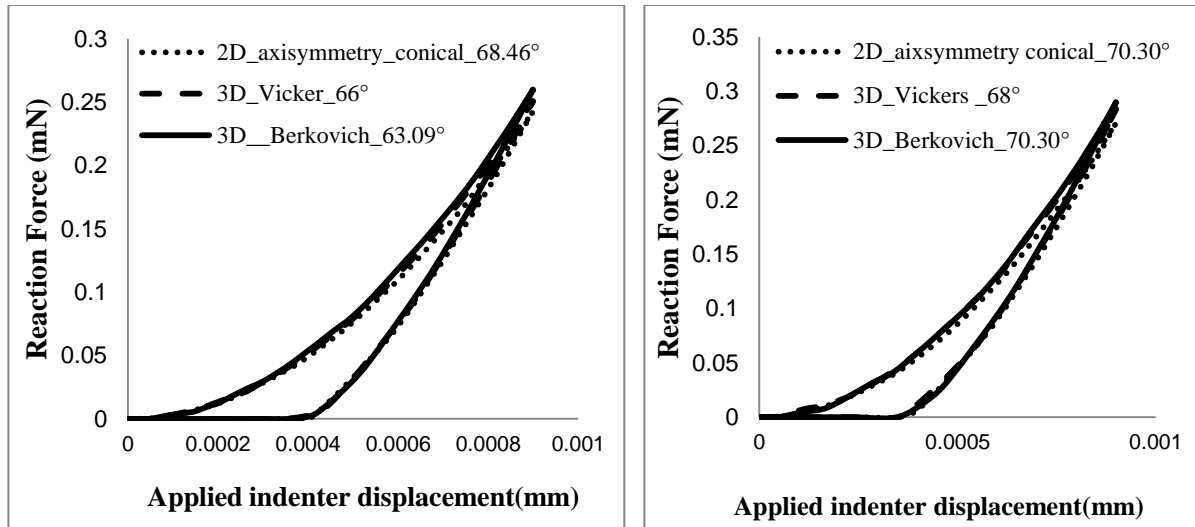 0.3
0.25
0.2
0.15
0.1
0.05
0
0
0.0002
0.0004
0.0006
0.0008
0.001
Reaction Force (mN)
Applied indenter displacement(mm)
2D_axisymmetry_conical_68.46°
3D_Vicker_66°
3D__Berkovich_63.09°
0.35
0.3
0.25
0.2
0.15
0.1
0.05
0
0
0.0005
0.001
Reaction Force (mN)
Applied indenter displacement(mm)
2D_aixsymmetry conical_70.30°
3D_Vickers _68°
3D_Berkovich_70.30°